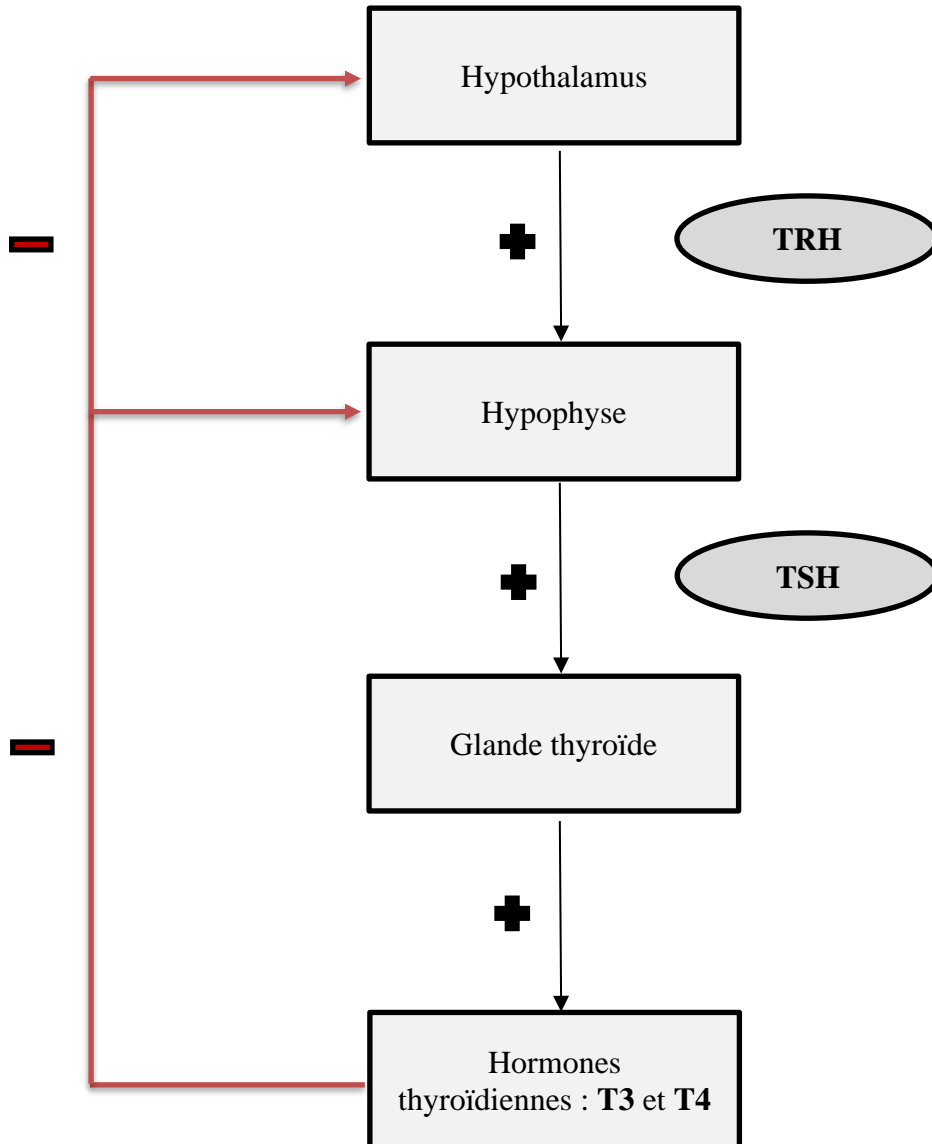 Hypothalamus
TRH
Hypophyse
TSH
Glande thyroïde
Hormones
thyroïdiennes : T3 et T4